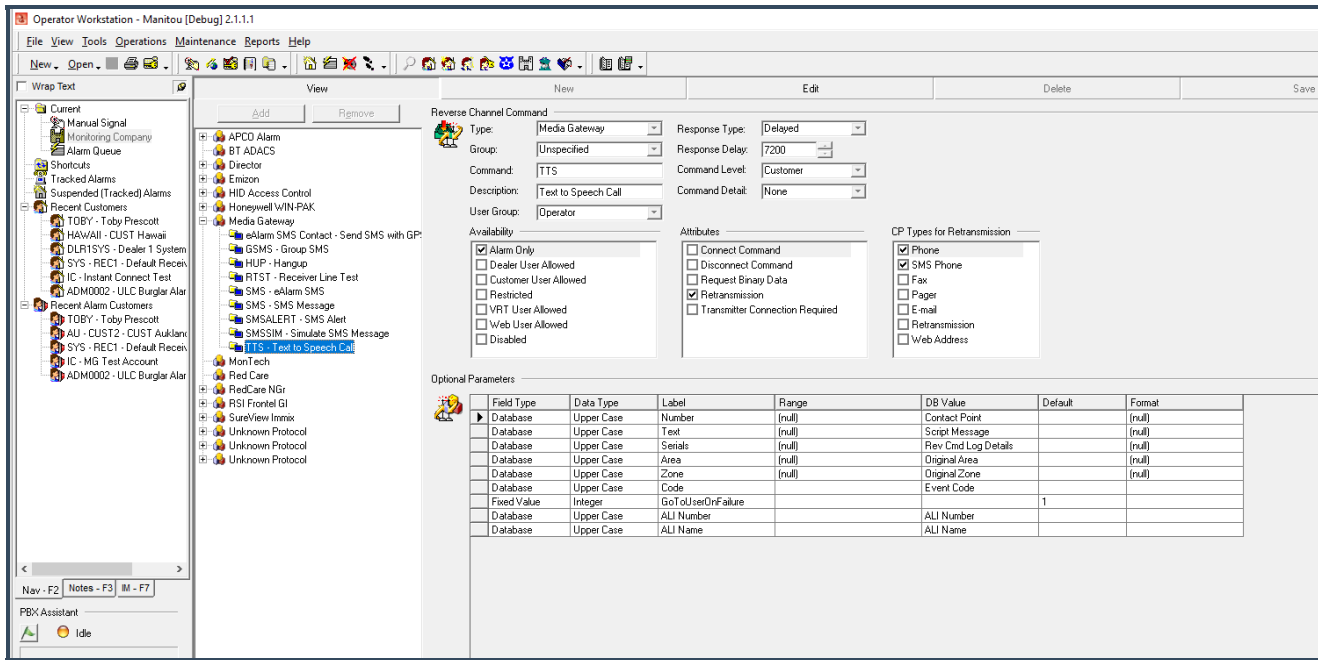 Operator Workstation - Manitou [Debug] 2.1.1.1
File View Tools Operations Maintenance Reports Help
New Open
Wrap Text
Current
Manual Signal
Monitoring Company
Alarm Queue
Shortcuts
Tracked Alarms
Suspended (Tracked) Alarms
Recent Customers
TOBY - Toby Prescott
HAWAII - CUST Hawaii
DLR1SYS - Dealer 1 System
SYS - REC1 - Default Receiv
IC - Instant Connect Test
ADM0002 - ULC Burglar Alar
Recent Alarm Customers
TOBY - Toby Prescott
AU - CUST2 - CUST Auklanc
SYS - REC1 - Default Receiv
IC - MG Test Account
ADM0002 - ULC Burglar Alar
Nav - F2 Notes - F3 IM - F7
PBX Assistant
Idle
View New Edit Delete Save
Add Remove
APCO Alarm
BT ADACS
Director
Emizon
HID Access Control
Honeywell WIN-PAK
Media Gateway
eAlarm SMS Contact - Send SMS with GP
GSMS - Group SMS
HUP - Hangup
RTST - Receiver Line Test
SMS - eAlarm SMS
SMS - SMS Message
SMSALERT - SMS Alert
SMSSIM - Simulate SMS Message
TTS - Text to Speech Call
MonTech
Red Care
RedCare NGr
RSI Frontel GI
SureView Immix
Unknown Protocol
Unknown Protocol
Unknown Protocol
Reverse Channel Command
Type: Media Gateway Response Type: Delayed
Group: Unspecified Response Delay: 7200
Command: TTS Command Level: Customer
Description: Text to Speech Call Command Detail: None
User Group: Operator
Availability
Alarm Only
Dealer User Allowed
Customer User Allowed
Restricted
VRT User Allowed
Web User Allowed
Disabled
Attributes
Connect Command
Disconnect Command
Request Binary Data
Retransmission
Transmitter Connection Required
CP Types for Retransmission
Phone
SMS Phone
Fax
Pager
E-mail
Retransmission
Web Address
Optional Parameters
Field Type Data Type Label Range DB Value Default Format
Database Upper Case Number (null) Contact Point (null)
Database Upper Case Text (null) Script Message (null)
Database Upper Case Serials (null) Rev Cmd Log Details (null)
Database Upper Case Area (null) Original Area (null)
Database Upper Case Zone (null) Original Zone (null)
Database Upper Case Code Event Code
Fixed Value Integer GoToUserOnFailure 1
Database Upper Case ALI Number ALI Number
Database Upper Case ALI Name ALI Name